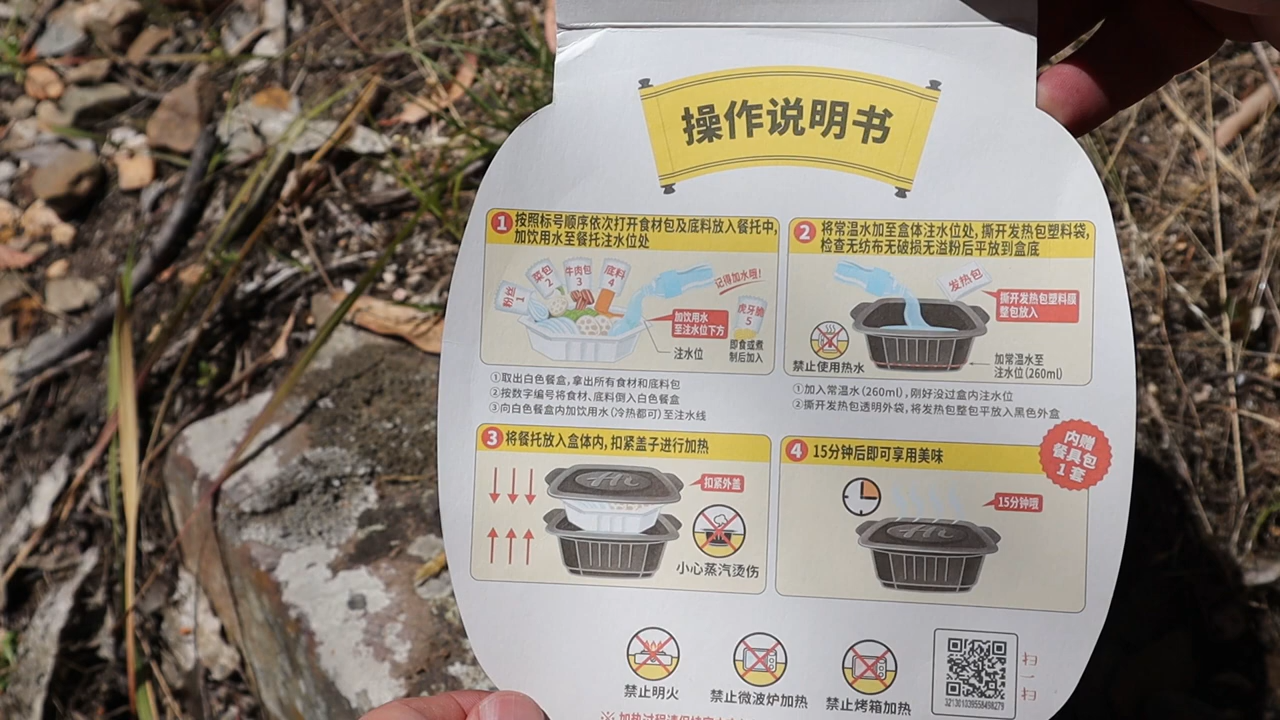 操作说明书
1 按照标号顺序依次打开食材包及底料放入餐托中,
加饮用水至餐托注水位处
粉丝
1
菜包
2
牛肉包
3
底料
4
记得加水哦!
加饮用水
至注水位下方
注水位
虎牙脆
5
即食或煮
制后加入
①取出白色餐盒,拿出所有食材和底料包
②按数字编号将食材、底料倒入白色餐盒
③向白色餐盒内加饮用水(冷热都可)至注水线
2 将常温水加至盒体注水位处,撕开发热包塑料袋,
检查无纺布无破损无溢粉后平放到盒底
发热包
撕开发热包塑料膜
整包放入
禁止使用热水
加常温水至
注水位(260ml)
①加入常温水(260ml),刚好没过盒内注水位
②撕开发热包透明外袋,将发热包整包平放入黑色外盒
3 将餐托放入盒体内,扣紧盖子进行加热
扣紧外盖
小心蒸汽烫伤
4 15分钟后即可享用美味
15分钟哦
内赠
餐具包
1套
禁止明火
禁止微波炉加热
禁止烤箱加热
扫一扫